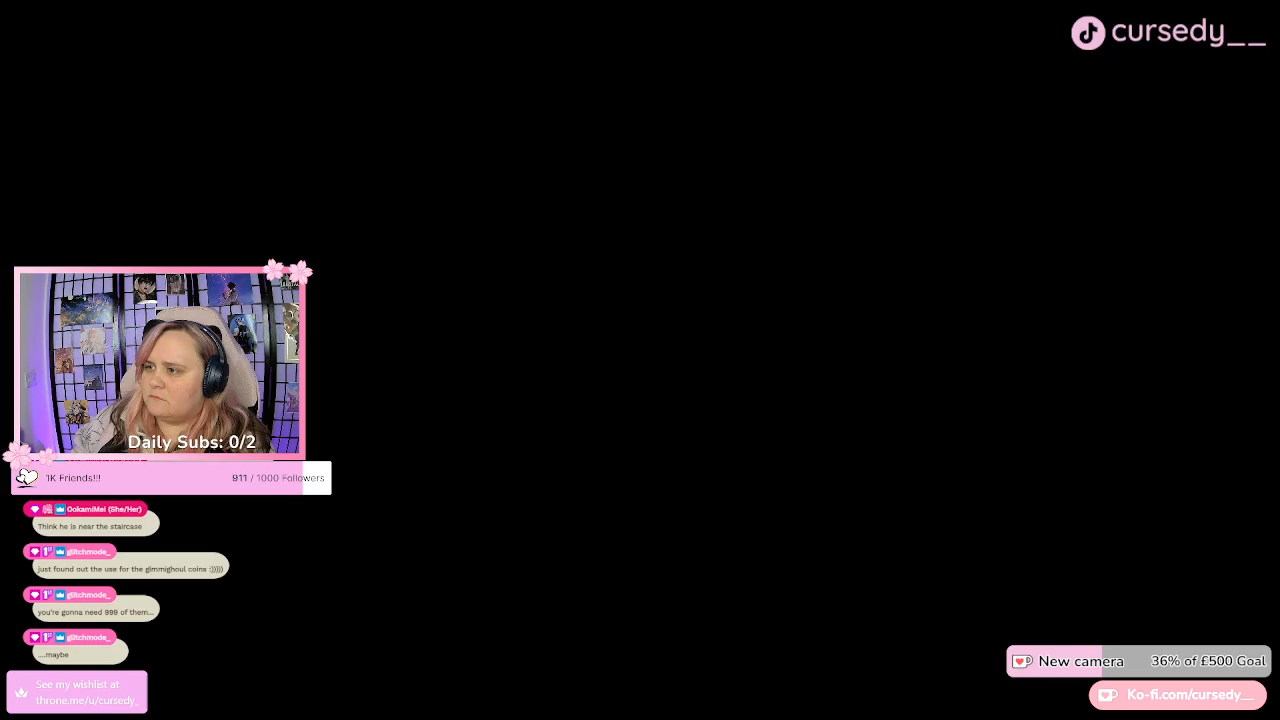 cursedy__
Daily Subs: 0/2
1K Friends!!!
911 / 1000 Followers
OokamiMei (She/Her)
Think he is near the staircase
glitchmode_
just found out the use for the gimmighoul coins :)))))
glitchmode_
you're gonna need 999 of them...
glitchmode_
....maybe
See my wishlist at
throne.me/u/cursedy_
New camera
36% of £500 Goal
Ko-fi.com/cursedy__